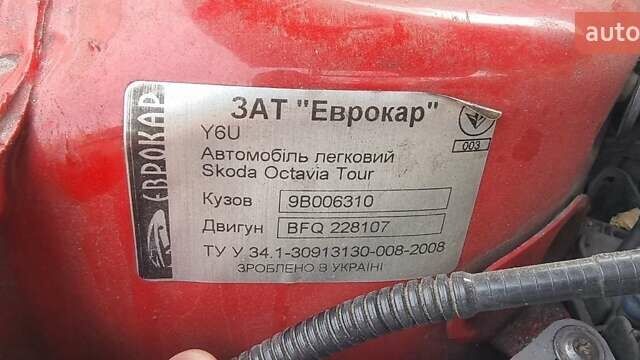 auto
ЄВРОКАР
ЗАТ "Еврокар"
Y6U
003
Автомобіль легковий
Skoda Octavia Tour
Кузов 9B006310
Двигун BFQ 228107
ТУ У 34.1-30913130-008-2008
ЗРОБЛЕНО В УКРАЇНІ